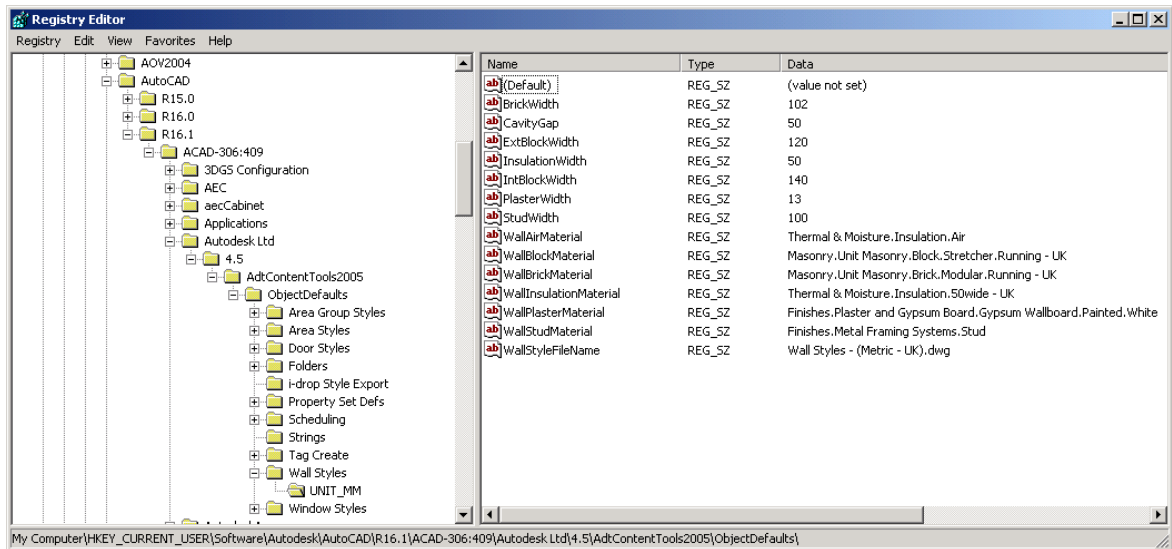 Registry Editor
Registry Edit View Favorites Help
AOV2004
AutoCAD
R15.0
R16.0
R16.1
ACAD-306:409
3DGS Configuration
AEC
aecCabinet
Applications
Autodesk Ltd
4.5
AdtContentTools2005
ObjectDefaults
Area Group Styles
Area Styles
Door Styles
Folders
i-drop Style Export
Property Set Defs
Scheduling
Strings
Tag Create
Wall Styles
UNIT_MM
Window Styles
Name Type Data
(Default) REG_SZ (value not set)
BrickWidth REG_SZ 102
CavityGap REG_SZ 50
ExtBlockWidth REG_SZ 120
InsulationWidth REG_SZ 50
IntBlockWidth REG_SZ 140
PlasterWidth REG_SZ 13
StudWidth REG_SZ 100
WallAirMaterial REG_SZ Thermal & Moisture.Insulation.Air
WallBlockMaterial REG_SZ Masonry.Unit Masonry.Block.Stretcher.Running - UK
WallBrickMaterial REG_SZ Masonry.Unit Masonry.Brick.Modular.Running - UK
WallInsulationMaterial REG_SZ Thermal & Moisture.Insulation.50wide - UK
WallPlasterMaterial REG_SZ Finishes.Plaster and Gypsum Board.Gypsum Wallboard.Painted.White
WallStudMaterial REG_SZ Finishes.Metal Framing Systems.Stud
WallStyleFileName REG_SZ Wall Styles - (Metric - UK).dwg
My Computer\HKEY_CURRENT_USER\Software\Autodesk\AutoCAD\R16.1\ACAD-306:409\Autodesk Ltd\4.5\AdtContentTools2005\ObjectDefaults\